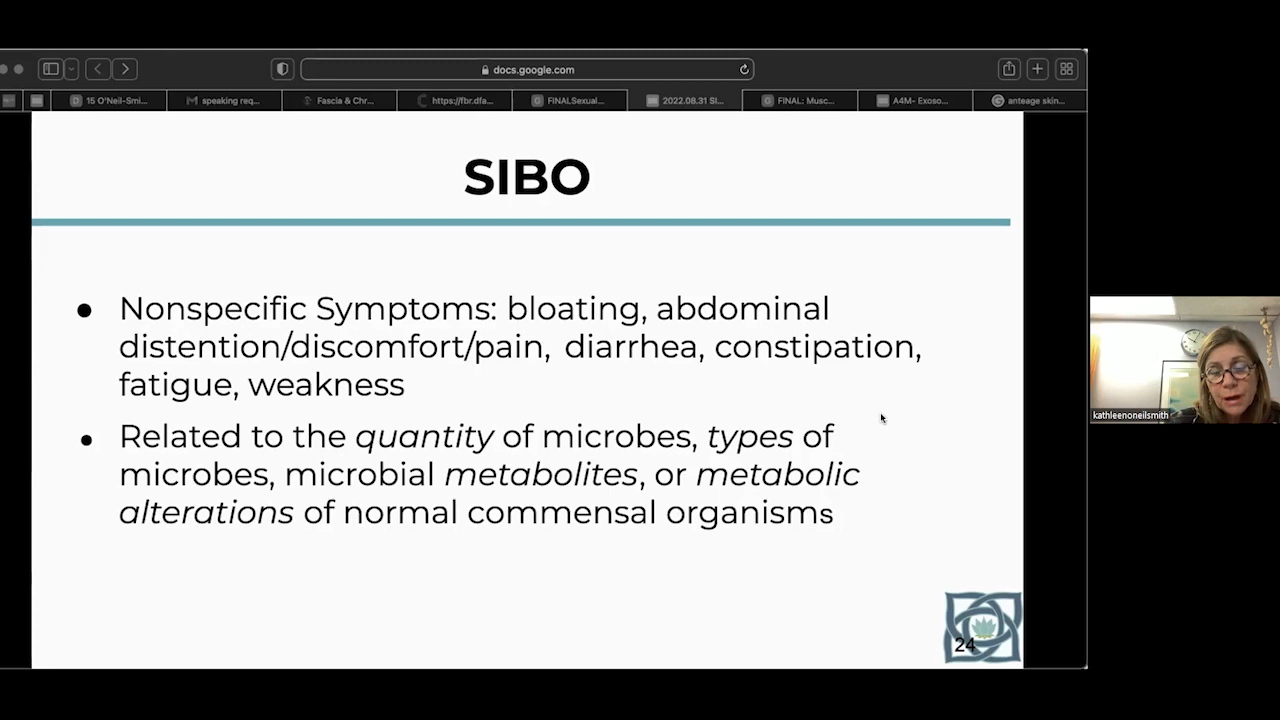 docs.google.com
15 O'Neil-Smi...
speaking req...
Fascia & Chr...
https://fbr.dfa...
FINALSexual...
2022.08.31 SI...
FINAL: Musc...
A4M- Exoso...
anteage skin...
SIBO
● Nonspecific Symptoms: bloating, abdominal
distention/discomfort/pain, diarrhea, constipation,
fatigue, weakness
● Related to the quantity of microbes, types of
microbes, microbial metabolites, or metabolic
alterations of normal commensal organisms
24
kathleenoneilsmith